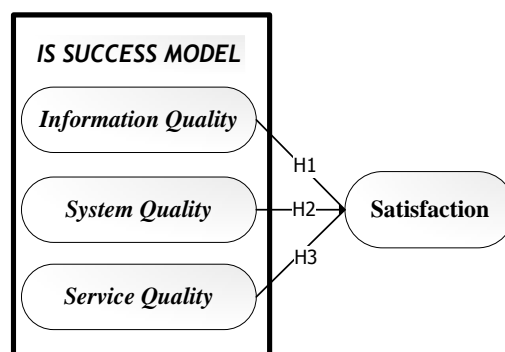 IS SUCCESS MODEL
Information Quality
H1
System Quality
H2
Satisfaction
H3
Service Quality